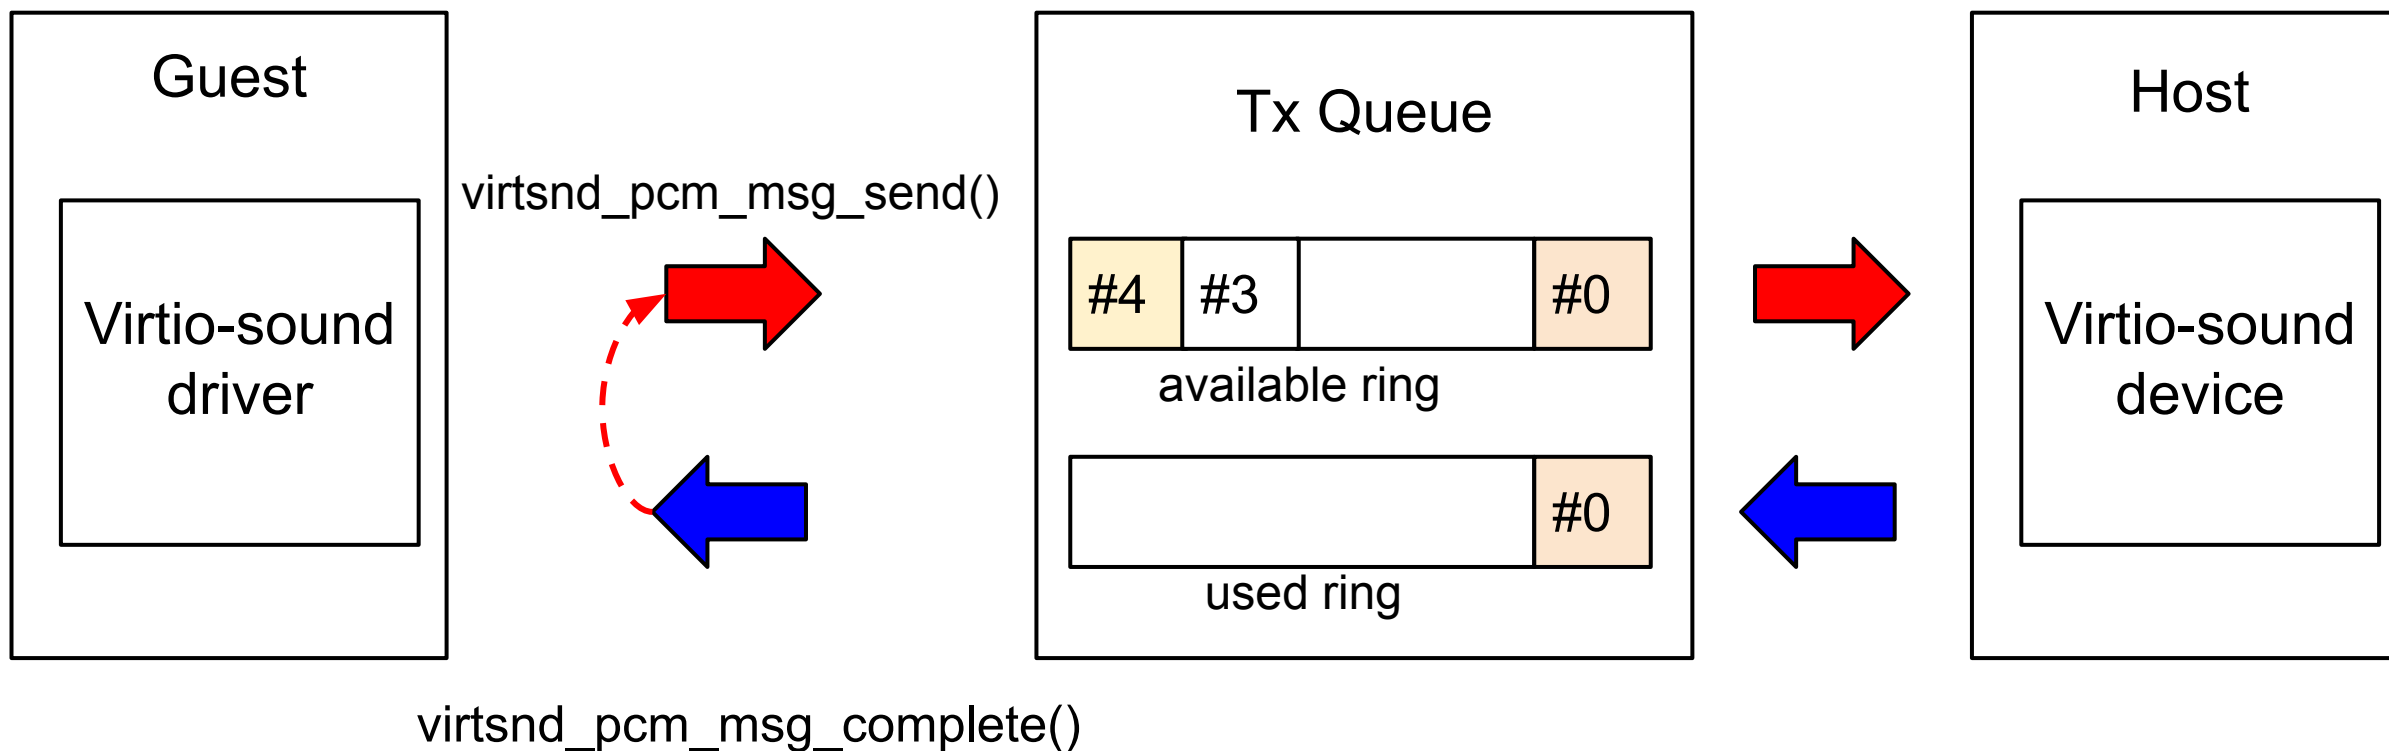 Guest
Tx Queue
Host
virtsnd_pcm_msg_send()
Virtio-sound
driver
#4 #3 #0
available ring
#0
used ring
Virtio-sound
device
virtsnd_pcm_msg_complete()